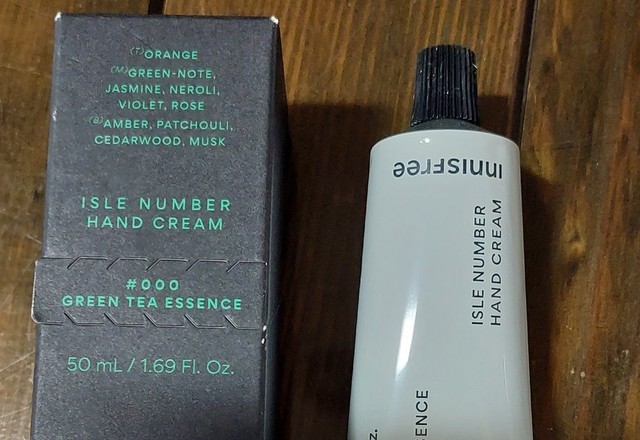 (T)ORANGE
(M)GREEN-NOTE,
JASMINE, NEROLI,
VIOLET, ROSE
(B)AMBER, PATCHOULI,
CEDARWOOD, MUSK
ISLE NUMBER
HAND CREAM
#000
GREEN TEA ESSENCE
50 mL / 1.69 Fl. Oz.
INNISFree
ISLE NUMBER
HAND CREAM
ENCE
z.